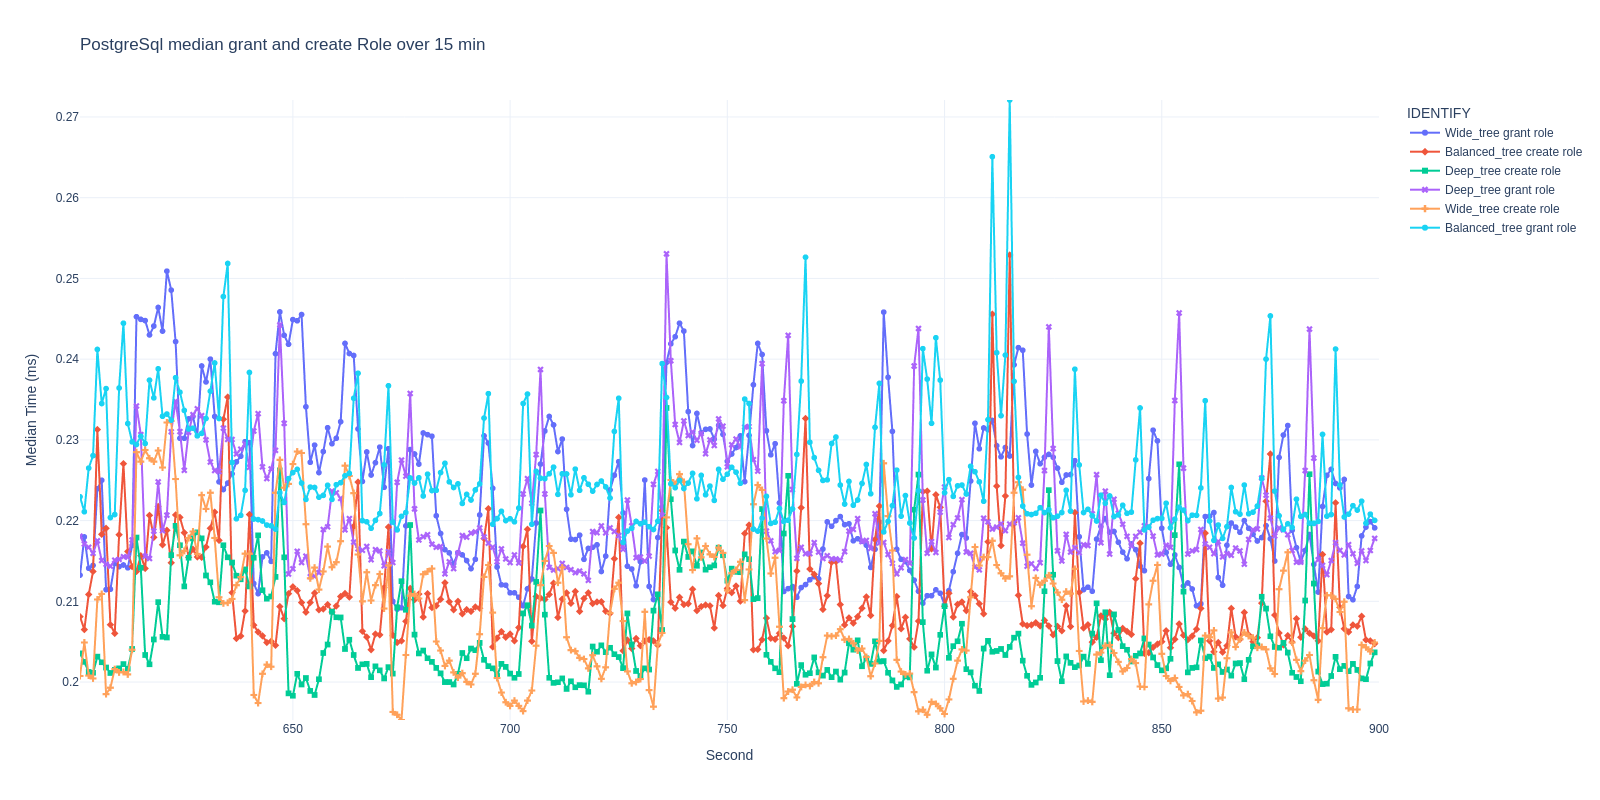 PostgreSql median grant and create Role over 15 min
IDENTIFY
Wide_tree grant role
Balanced_tree create role
Deep_tree create role
Deep_tree grant role
Wide_tree create role
Balanced_tree grant role
Median Time (ms)
0.27
0.26
0.25
0.24
0.23
0.22
0.21
0.2
650
700
750
800
850
900
Second